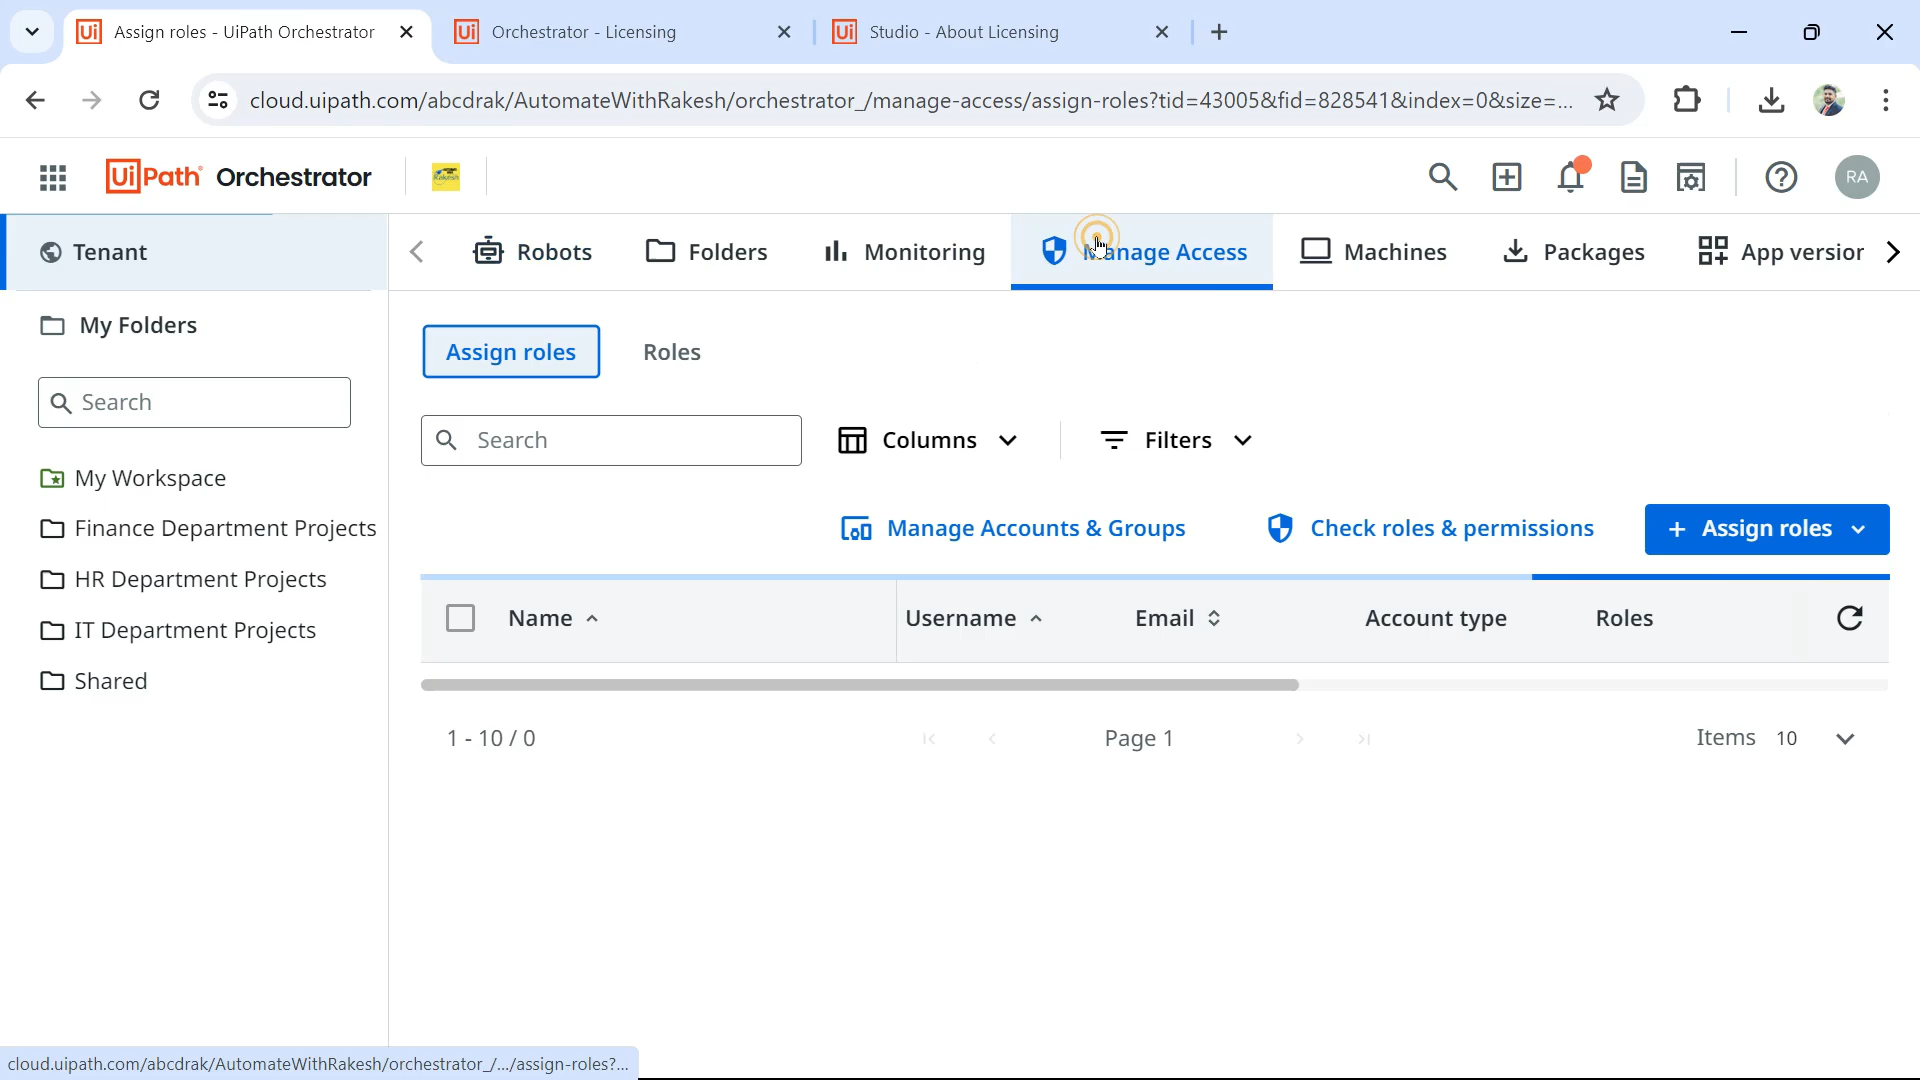 Assign roles - UiPath Orchestrator
Orchestrator - Licensing
Studio - About Licensing
cloud.uipath.com/abcdrak/AutomateWithRakesh/orchestrator_/manage-access/assign-roles?tid=43005&fid=828541&index=0&size=...
UiPath Orchestrator
RA
Tenant
Robots
Folders
Monitoring
Manage Access
Machines
Packages
App version
My Folders
Assign roles
Roles
Search
Search
Columns
Filters
My Workspace
Finance Department Projects
HR Department Projects
IT Department Projects
Shared
Manage Accounts & Groups
Check roles & permissions
+ Assign roles
Name
Username
Email
Account type
Roles
1 - 10 / 0
Page 1
Items 10
cloud.uipath.com/abcdrak/AutomateWithRakesh/orchestrator_/.../assign-roles?...